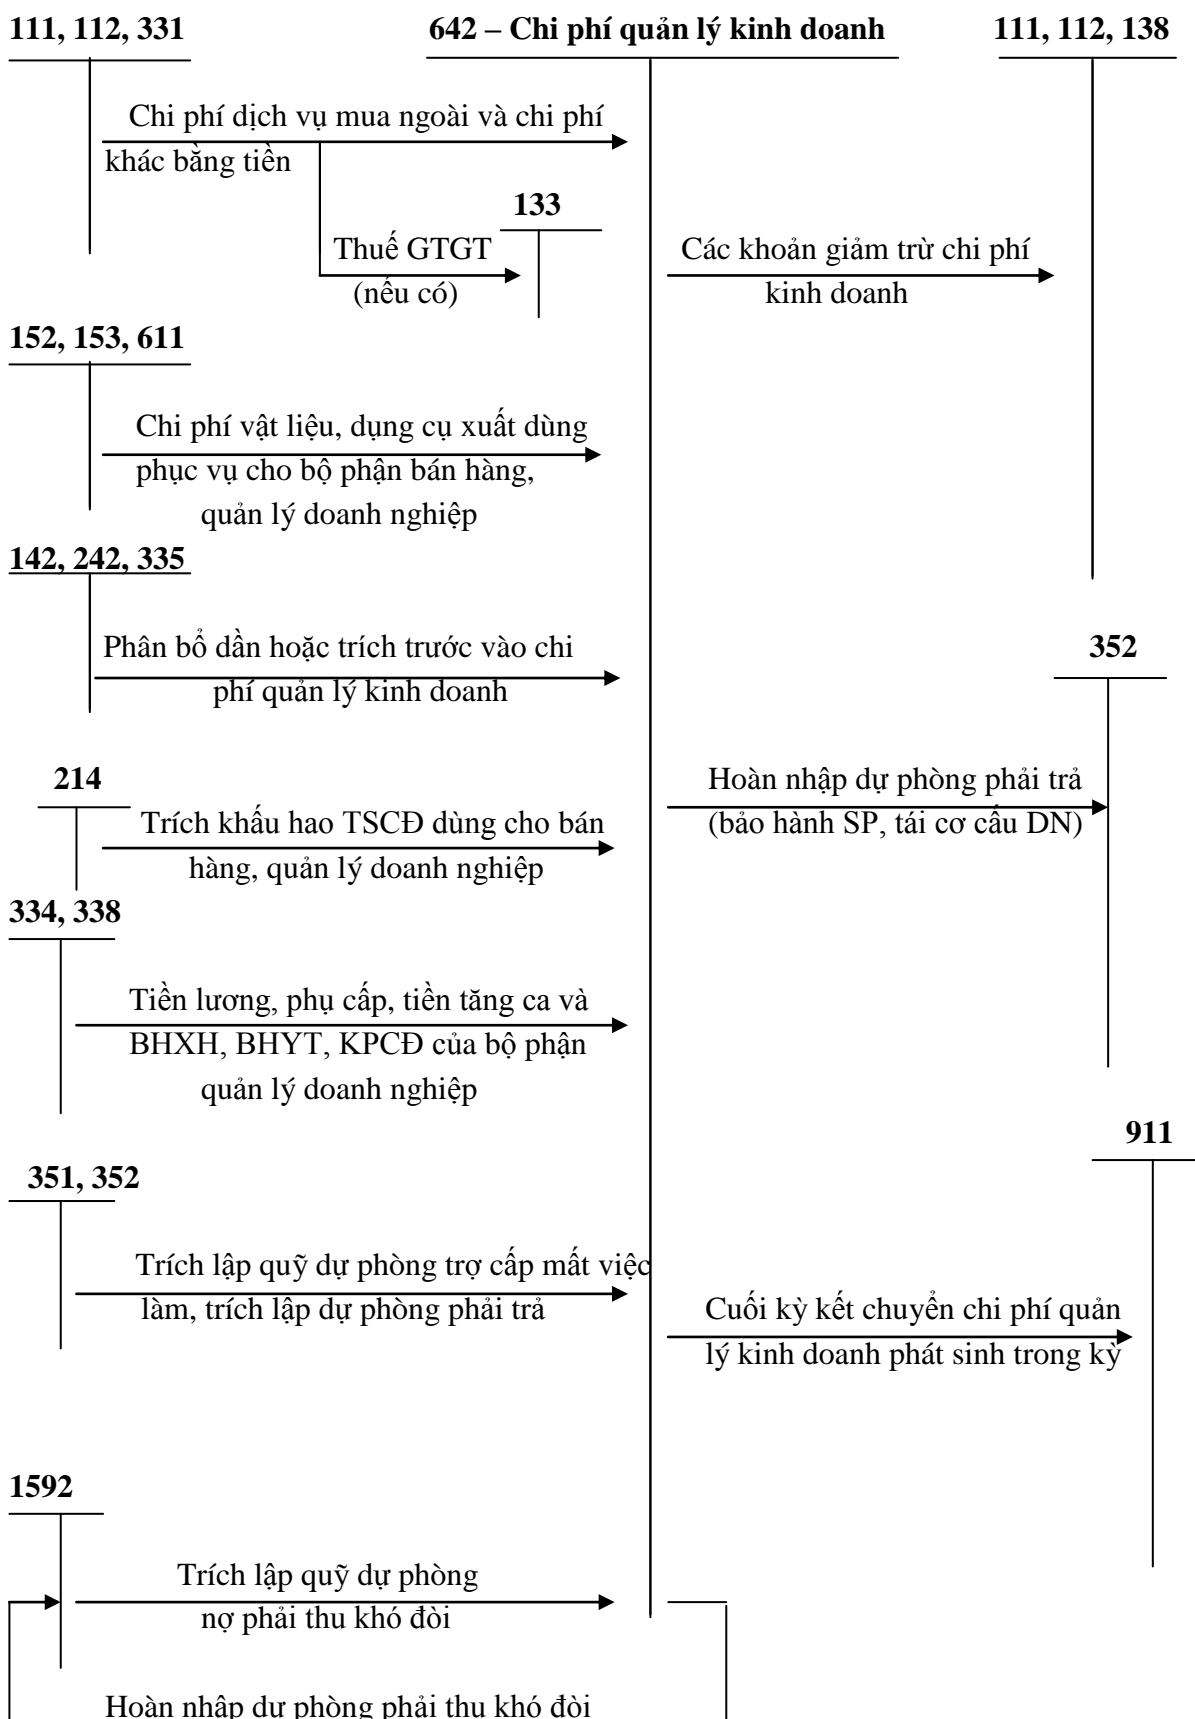 111, 112, 331
642 – Chi phí quản lý kinh doanh
111, 112, 138
Chi phí dịch vụ mua ngoài và chi phí
khác bằng tiền
133
Thuế GTGT
(nếu có)
Các khoản giảm trừ chi phí
kinh doanh
152, 153, 611
Chi phí vật liệu, dụng cụ xuất dùng
phục vụ cho bộ phận bán hàng,
quản lý doanh nghiệp
142, 242, 335
Phân bổ dần hoặc trích trước vào chi
phí quản lý kinh doanh
352
214
Trích khấu hao TSCĐ dùng cho bán
hàng, quản lý doanh nghiệp
Hoàn nhập dự phòng phải trả
(bảo hành SP, tái cơ cấu DN)
334, 338
Tiền lương, phụ cấp, tiền tăng ca và
BHXH, BHYT, KPCĐ của bộ phận
quản lý doanh nghiệp
911
351, 352
Trích lập quỹ dự phòng trợ cấp mất việc
làm, trích lập dự phòng phải trả
Cuối kỳ kết chuyển chi phí quản
lý kinh doanh phát sinh trong kỳ
1592
Trích lập quỹ dự phòng
nợ phải thu khó đòi
Hoàn nhập dự phòng phải thu khó đòi